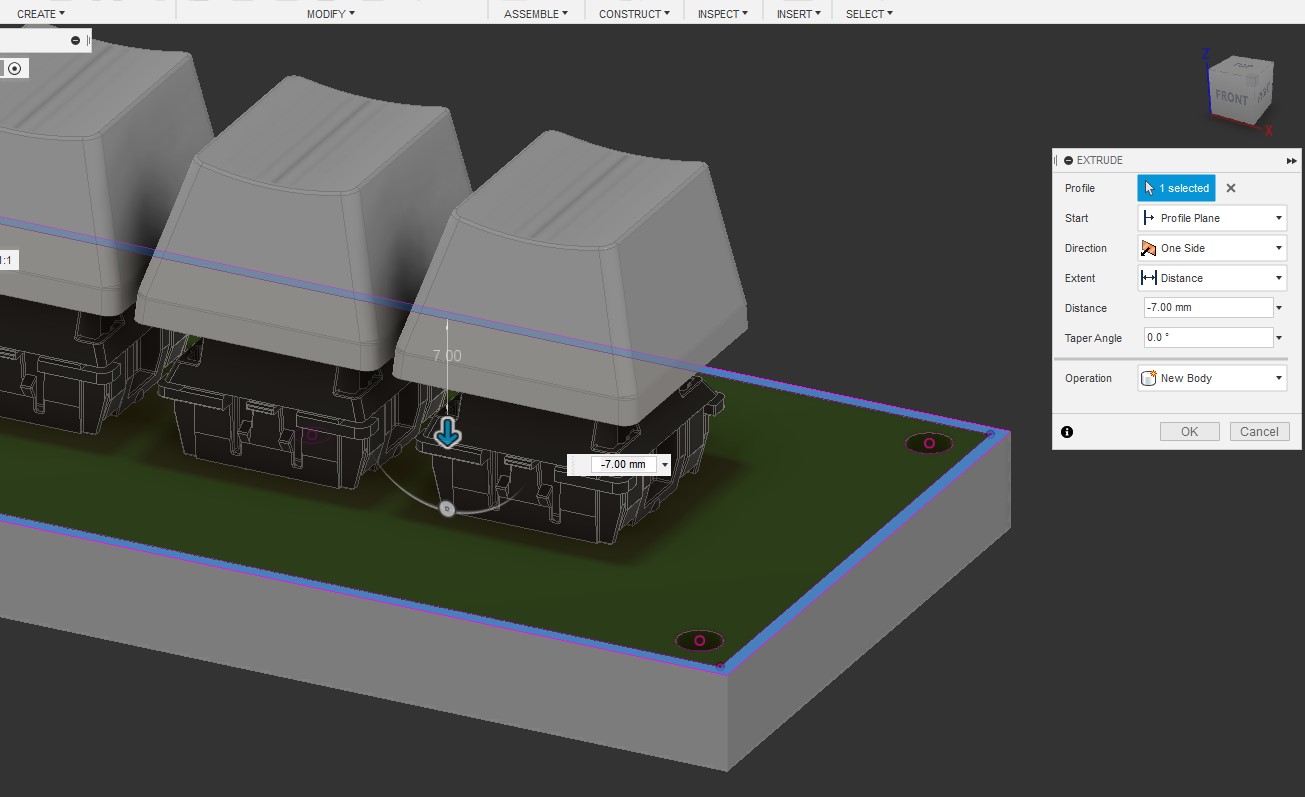 CREATE MODIFY ASSEMBLE CONSTRUCT INSPECT INSERT SELECT
Z
TOP
FRONT
X
EXTRUDE
Profile 1 selected
Start Profile Plane
Direction One Side
Extent Distance
Distance -7.00 mm
Taper Angle 0.0 °
Operation New Body
OK Cancel
:1
7.00
-7.00 mm